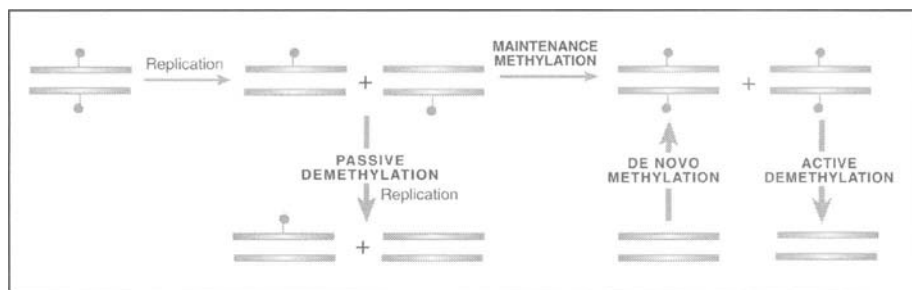 Replication
+
MAINTENANCE
METHYLATION
+
PASSIVE
DEMETHYLATION
Replication
DE NOVO
METHYLATION
ACTIVE
DEMETHYLATION
+